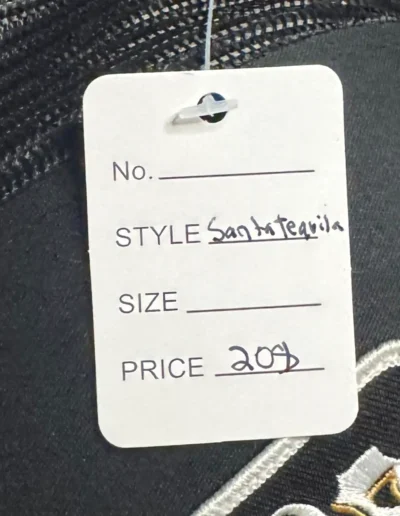 No.
STYLE Santa Tequila
SIZE
PRICE 20$